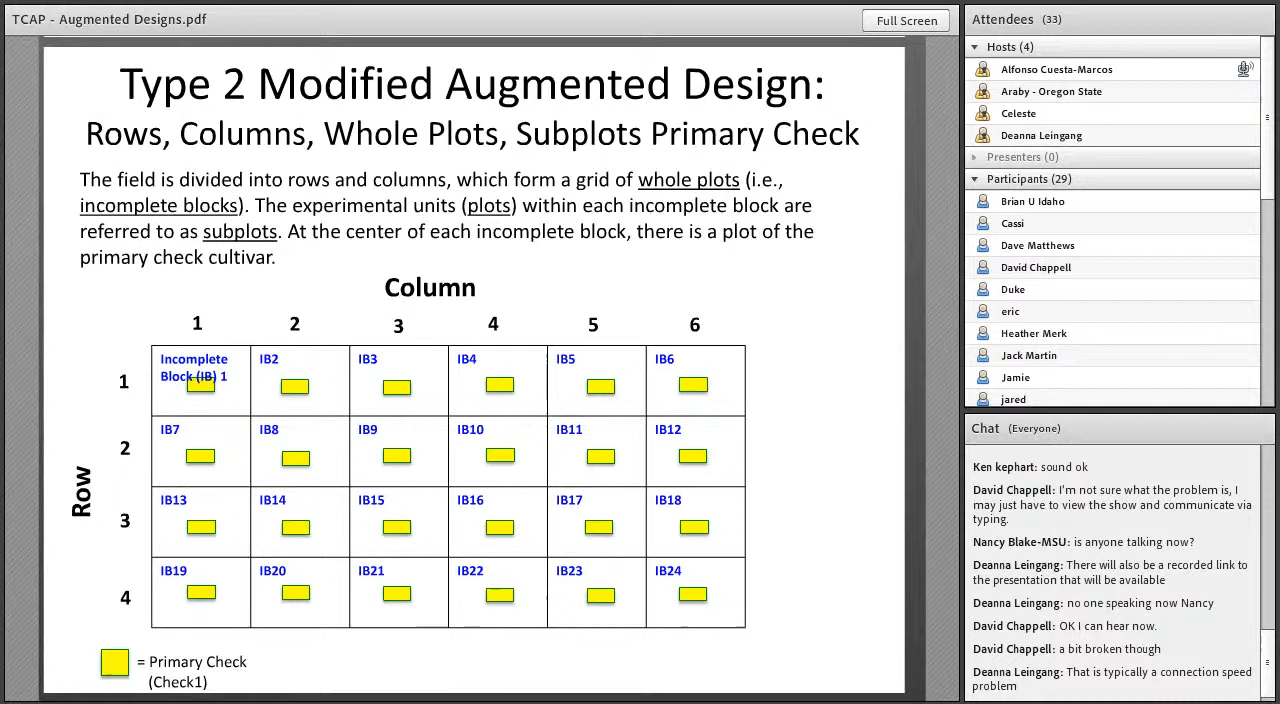 TCAP - Augmented Designs.pdf
Full Screen
Type 2 Modified Augmented Design:
Rows, Columns, Whole Plots, Subplots Primary Check
The field is divided into rows and columns, which form a grid of whole plots (i.e.,
incomplete blocks). The experimental units (plots) within each incomplete block are
referred to as subplots. At the center of each incomplete block, there is a plot of the
primary check cultivar.
Column
1 2 3 4 5 6
Row
1
Incomplete
Block (IB) 1
IB2 IB3 IB4 IB5 IB6
2
IB7 IB8 IB9 IB10 IB11 IB12
3
IB13 IB14 IB15 IB16 IB17 IB18
4
IB19 IB20 IB21 IB22 IB23 IB24
= Primary Check
(Check1)
Attendees (33)
Hosts (4)
Alfonso Cuesta-Marcos
Araby - Oregon State
Celeste
Deanna Leingang
Presenters (0)
Participants (29)
Brian U Idaho
Cassi
Dave Matthews
David Chappell
Duke
eric
Heather Merk
Jack Martin
Jamie
jared
Chat (Everyone)
Ken kephart: sound ok
David Chappell: I'm not sure what the problem is, I
may just have to view the show and communicate via
typing.
Nancy Blake-MSU: is anyone talking now?
Deanna Leingang: There will also be a recorded link to
the presentation that will be available
Deanna Leingang: no one speaking now Nancy
David Chappell: OK I can hear now.
David Chappell: a bit broken though
Deanna Leingang: That is typically a connection speed
problem